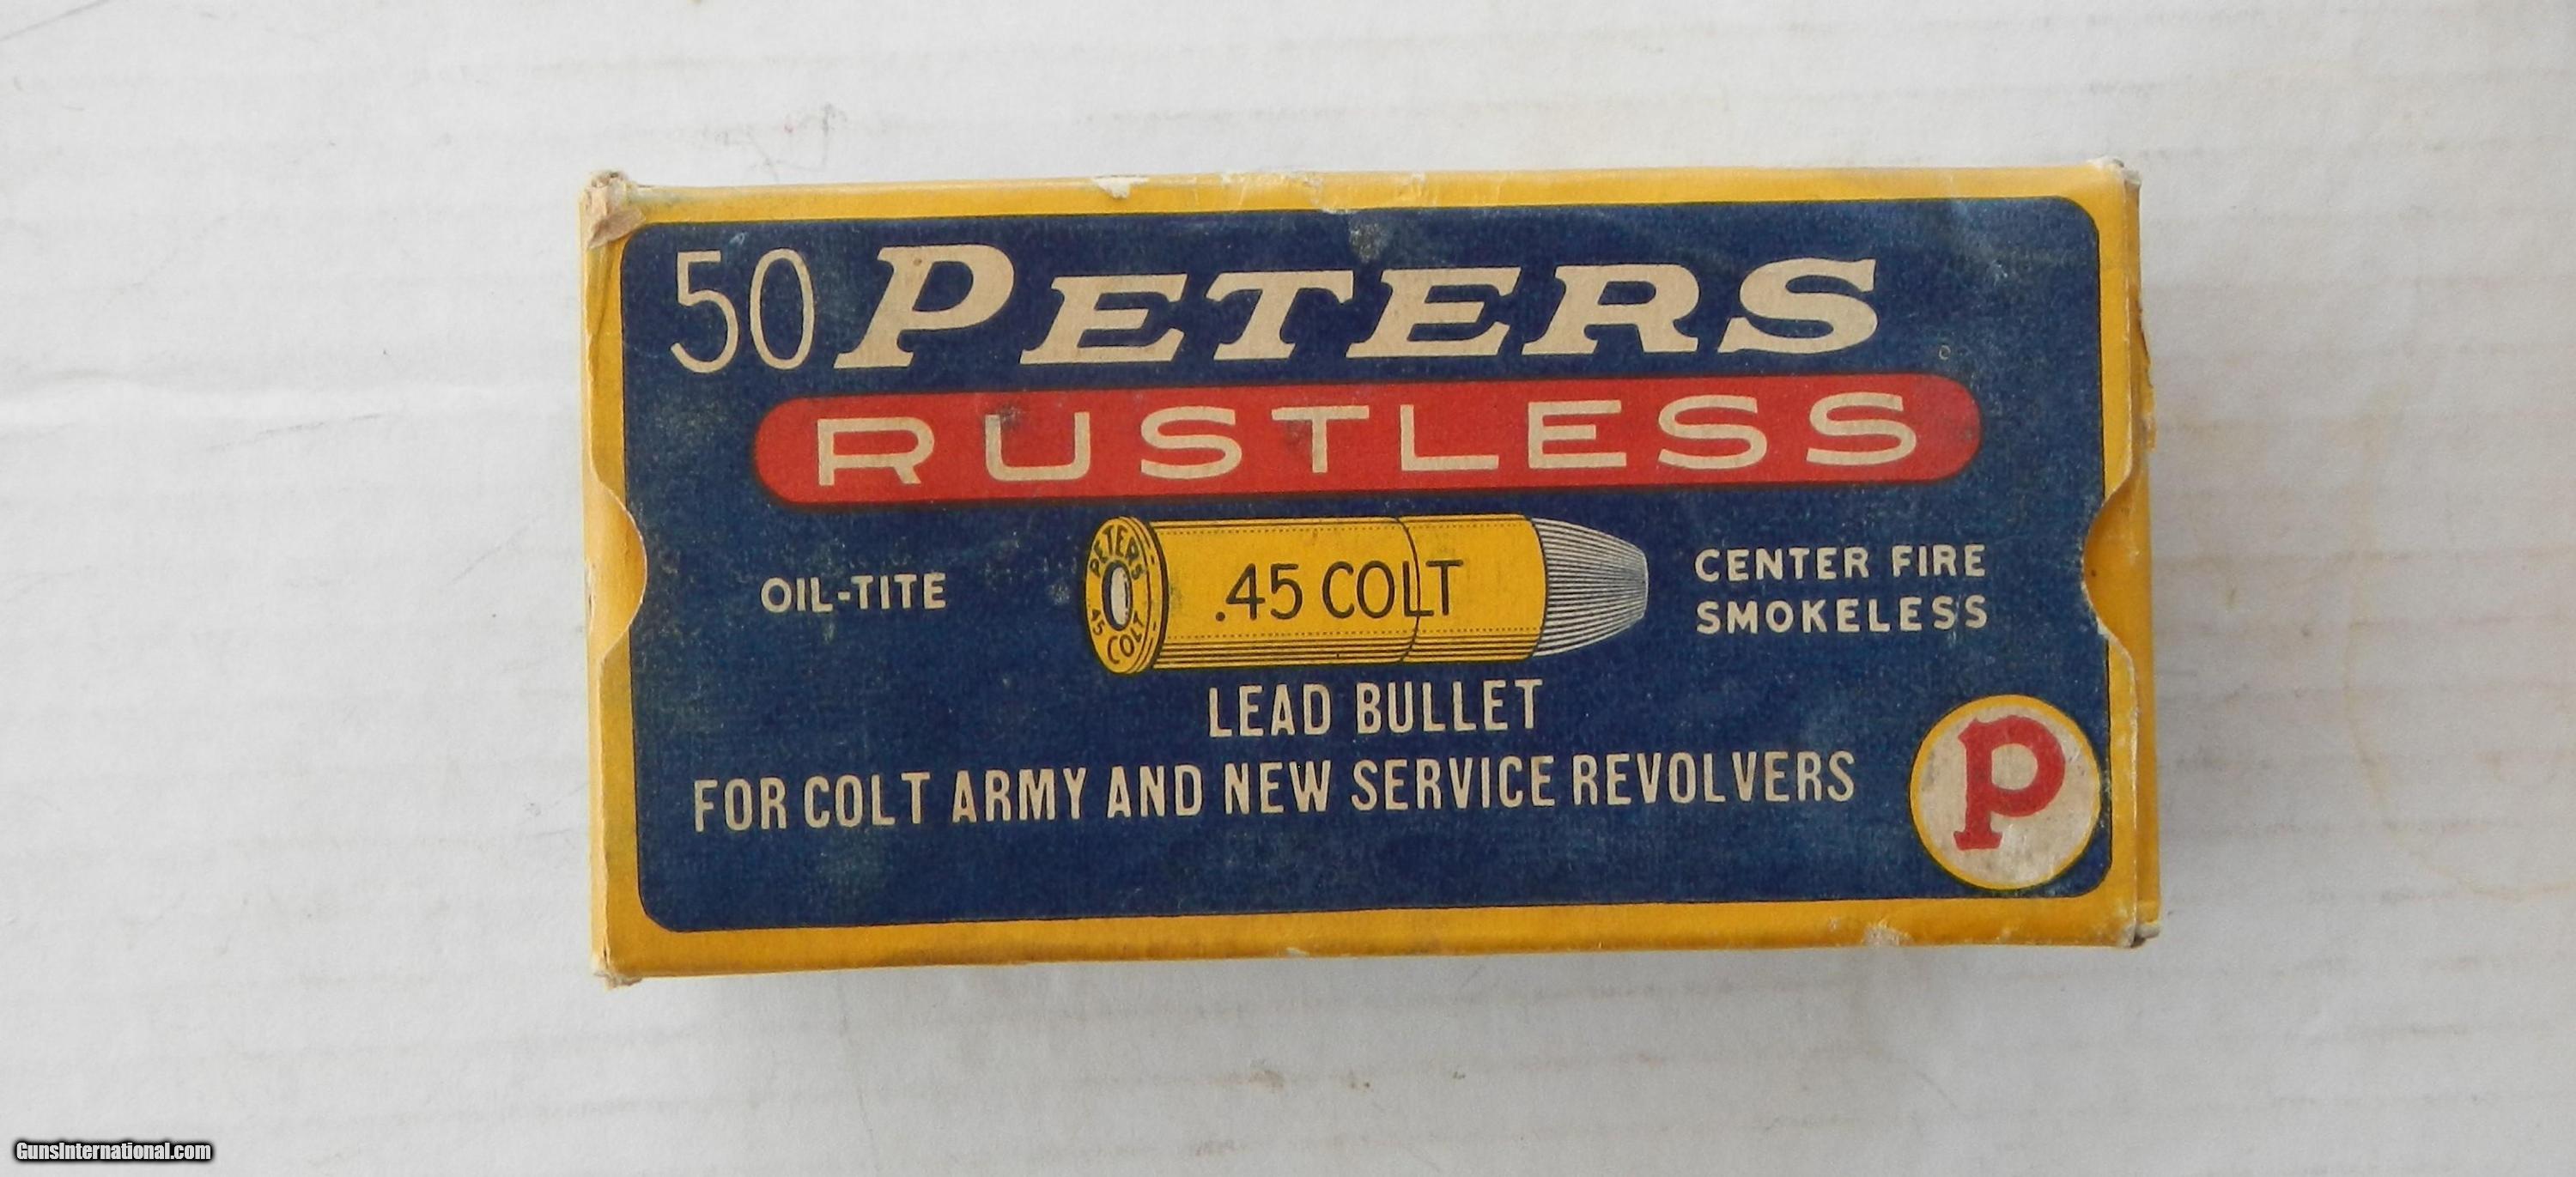 50 PETERS
RUSTLESS
OIL-TITE
PETERS
45 COLT
.45 COLT
CENTER FIRE
SMOKELESS
LEAD BULLET
FOR COLT ARMY AND NEW SERVICE REVOLVERS
P
GunsInternational.com